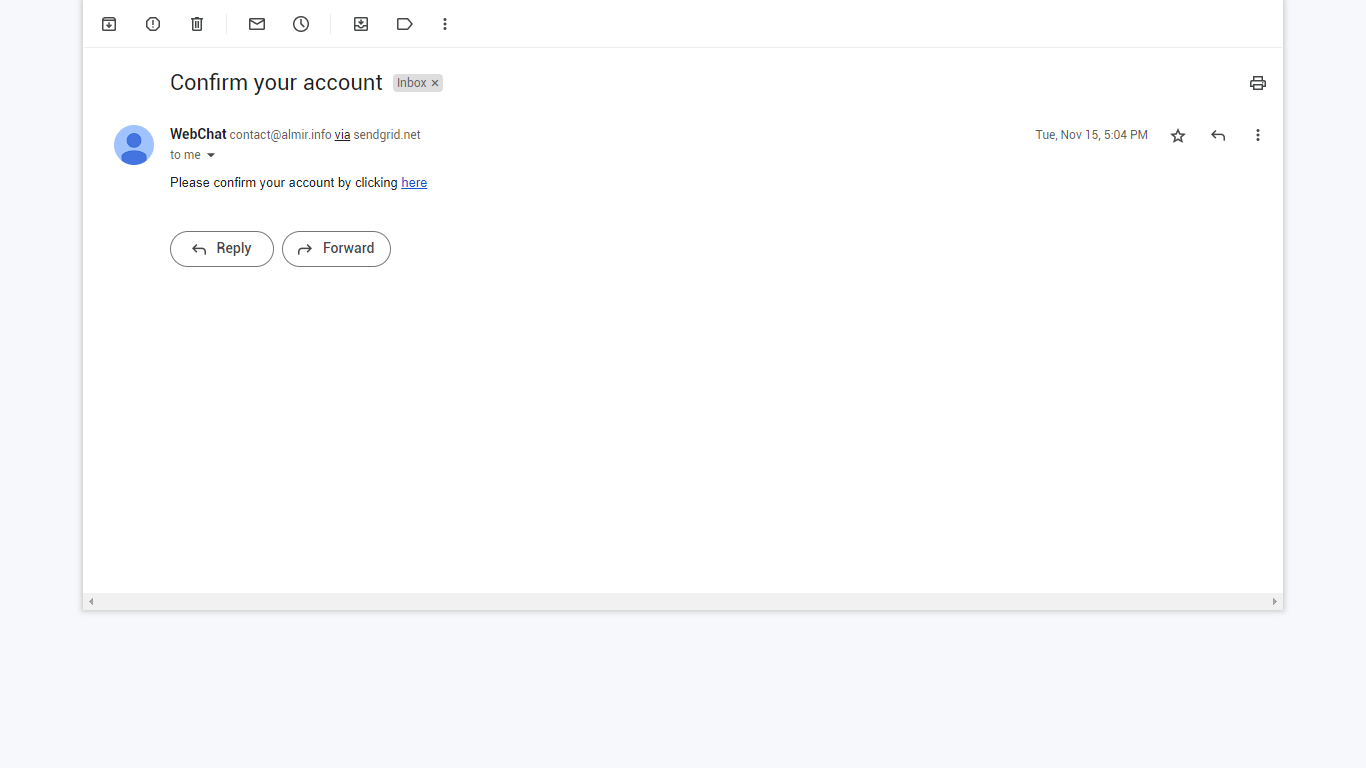 Confirm your account Inbox ×
WebChat contact@almir.info via sendgrid.net Tue, Nov 15, 5:04 PM
to me
Please confirm your account by clicking here
Reply Forward